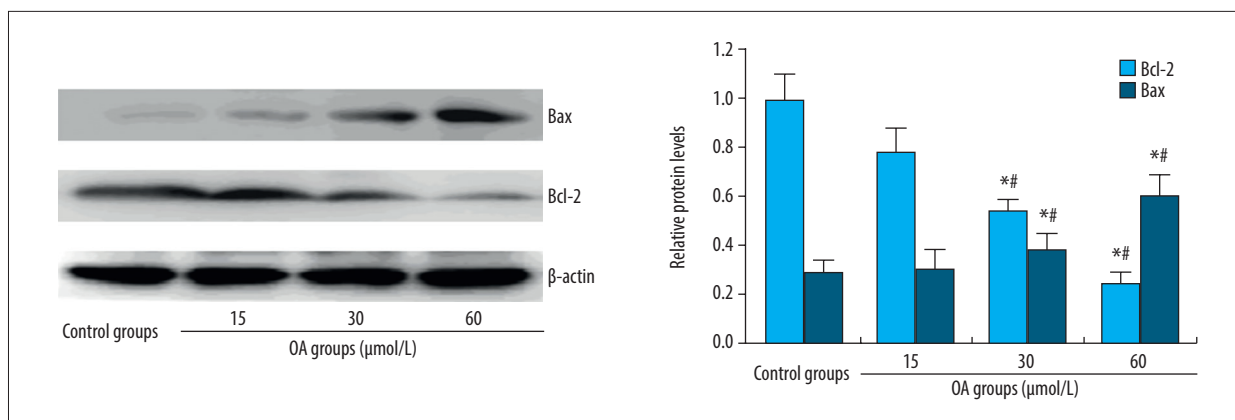 Bax
Bcl-2
β-actin
Control groups 15 30 60
OA groups (µmol/L)
Relative protein levels
1.2
1.0
0.8
0.6
0.4
0.2
0.0
Bcl-2
Bax
*#
*#
*#
*#
Control groups 15 30 60
OA groups (µmol/L)